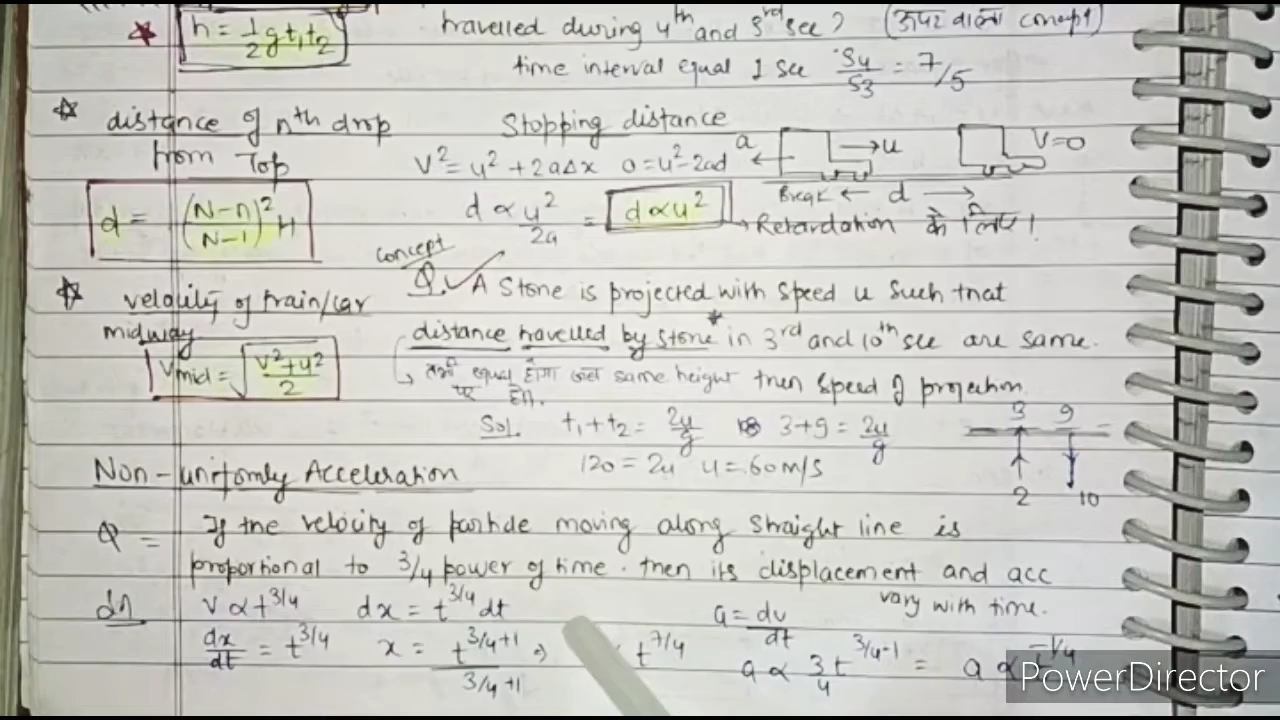 h = 1/2 g t₁t₂
travelled during 4th and 3rd sec? (ऊपर वाला concept)
time interval equal 1 sec S4/S3 = 7/5
distance of nth drop from Top
d = (N-n/N-1)² H
Stopping distance
V² = u² + 2aΔx 0 = u² - 2ad
d ∝ u²/2a = d ∝ u²
a u V=0
Break ← d →
→ Retardation के लिए।
velocity of train/car
midway
Vmid = √(V²+u²/2)
concept
Q. ✓ A Stone is projected with speed u such that
distance travelled by stone* in 3rd and 10th sec are same.
तभी equal होगा जब same height then speed of projection.
पर हो।
Sol. t₁+t₂ = 2u/g 3+9 = 2u/g
120 = 2u u = 60 m/s
3 9
2 10
Non-uniformly Acceleration
Q = If the velocity of particle moving along straight line is
proportional to 3/4 power of time. then its displacement and acc
vary with time.
V ∝ t^3/4 dx = t^3/4 dt a = dv/dt
dx/dt = t^3/4 x = t^3/4+1 / 3/4+1 ⇒ t^7/4 a ∝ 3/4 t^3/4-1 = a ∝ t^-1/4
PowerDirector